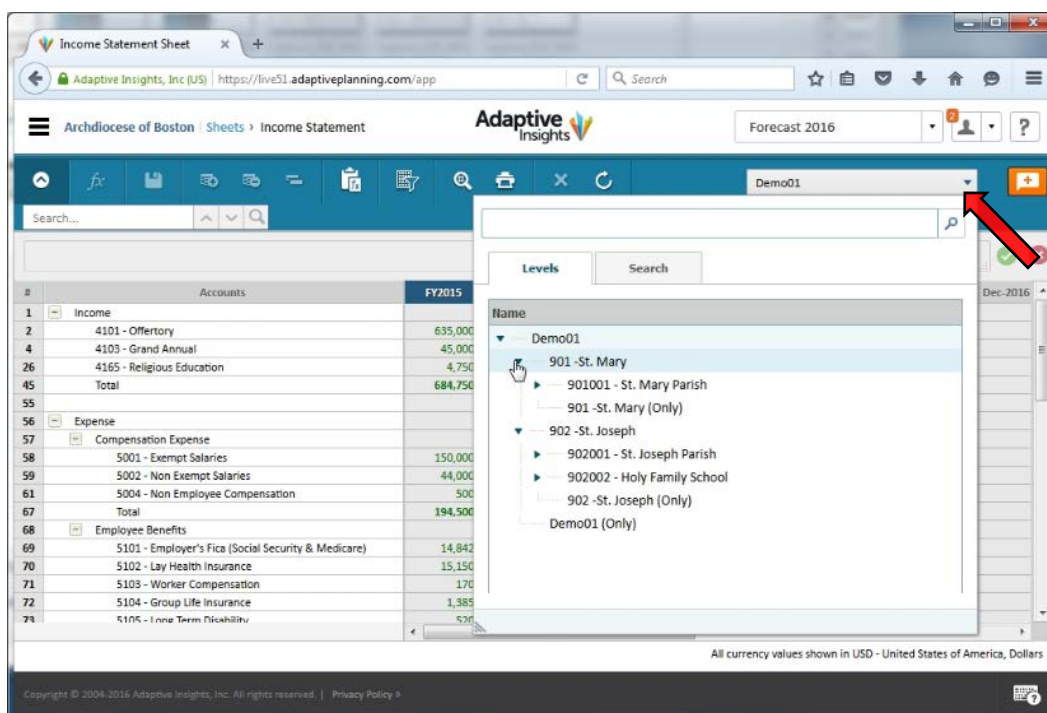 Income Statement Sheet × +
Adaptive Insights, Inc (US) https://live51.adaptiveplanning.com/app Search
Archdiocese of Boston Sheets › Income Statement Adaptive Insights Forecast 2016 2 ?
fx Demo01
Search...
Levels Search
# Accounts FY2015 Dec-2016
Name
1 Income
2 4101 - Offertory 635,000
4 4103 - Grand Annual 45,000
26 4165 - Religious Education 4,750
45 Total 684,750
55
56 Expense
57 Compensation Expense
58 5001 - Exempt Salaries 150,000
59 5002 - Non Exempt Salaries 44,000
61 5004 - Non Employee Compensation 500
67 Total 194,500
68 Employee Benefits
69 5101 - Employer's Fica (Social Security & Medicare) 14,842
70 5102 - Lay Health Insurance 15,150
71 5103 - Worker Compensation 170
72 5104 - Group Life Insurance 1,385
73 5105 - Long Term Disability 520
Demo01
901 -St. Mary
901001 - St. Mary Parish
901 -St. Mary (Only)
902 -St. Joseph
902001 - St. Joseph Parish
902002 - Holy Family School
902 -St. Joseph (Only)
Demo01 (Only)
All currency values shown in USD - United States of America, Dollars
Copyright © 2004-2016 Adaptive Insights, Inc. All rights reserved. | Privacy Policy »